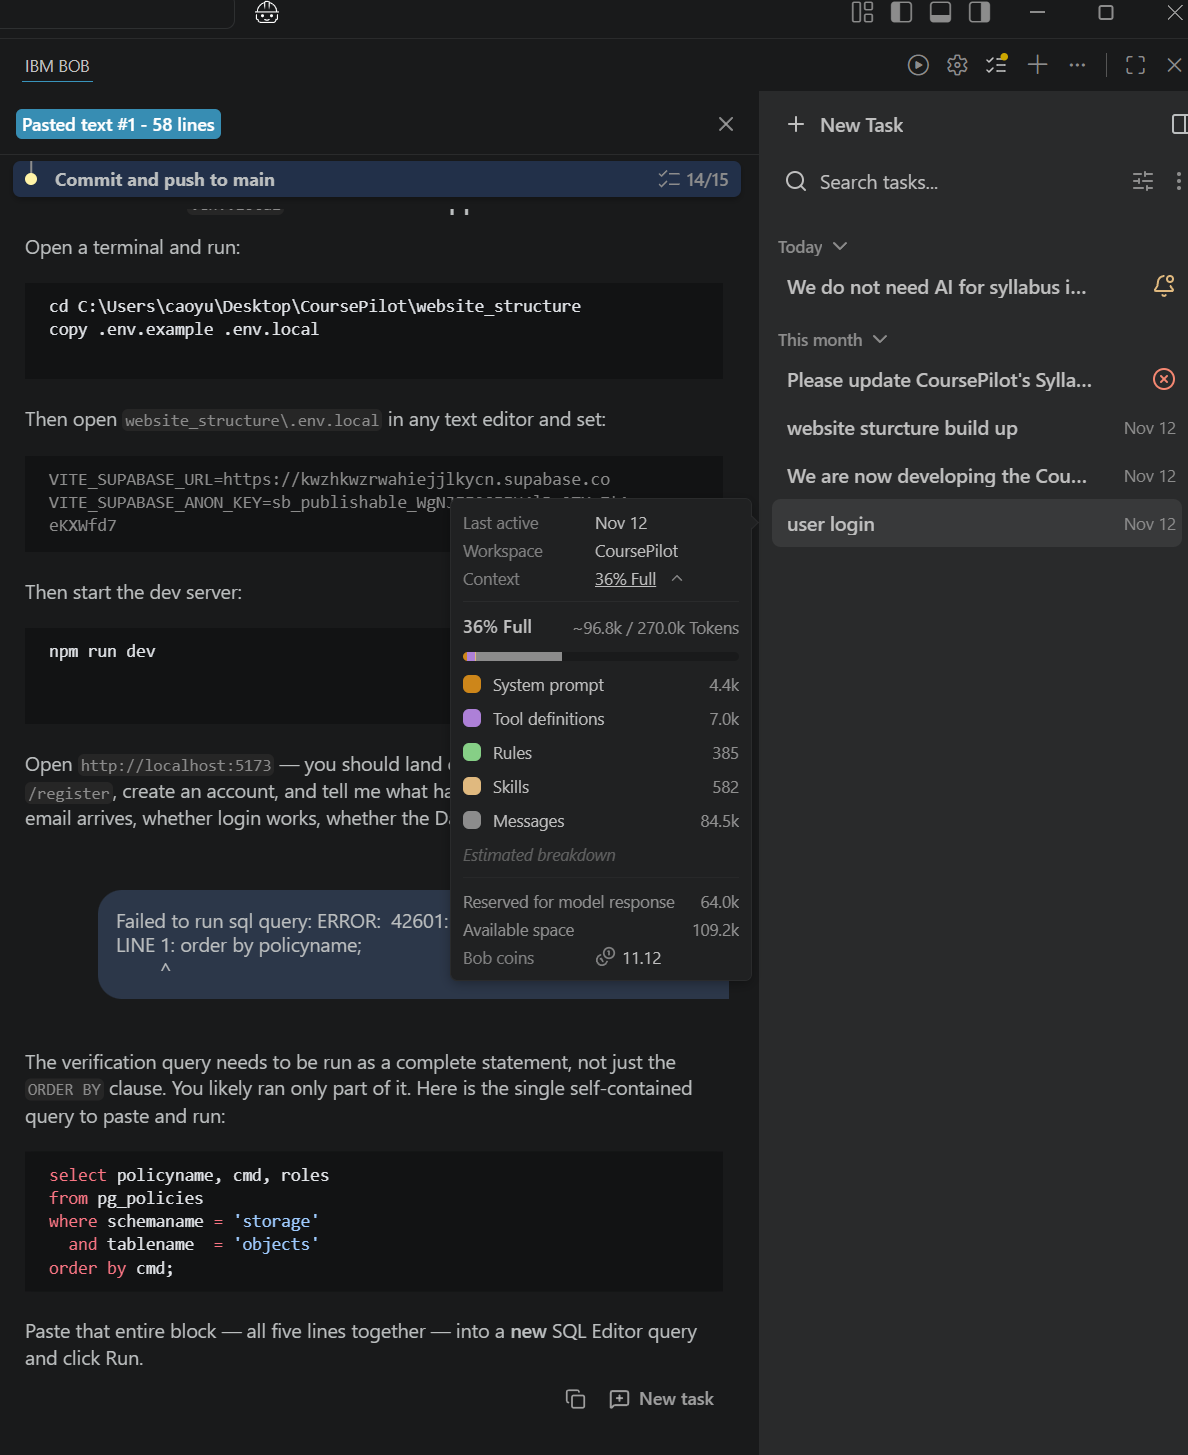 IBM BOB
Pasted text #1 - 58 lines
Commit and push to main
14/15
Open a terminal and run:
cd C:\Users\caoyu\Desktop\CoursePilot\website_structure
copy .env.example .env.local
Then open website_structure\.env.local in any text editor and set:
VITE_SUPABASE_URL=https://kwzhkwzrwahiejjlkycn.supabase.co
VITE_SUPABASE_ANON_KEY=sb_publishable_
eKXWfd7
Then start the dev server:
npm run dev
Open http://localhost:5173 — you should land
/register, create an account, and tell me what
email arrives, whether login works, whether the
Failed to run sql query: ERROR:  42601:
LINE 1: order by policyname;
^
The verification query needs to be run as a complete statement, not just the
ORDER BY clause. You likely ran only part of it. Here is the single self-contained
query to paste and run:
select policyname, cmd, roles
from pg_policies
where schemaname = 'storage'
and tablename  = 'objects'
order by cmd;
Paste that entire block — all five lines together — into a new SQL Editor query
and click Run.
New task
Last active Nov 12
Workspace CoursePilot
Context 36% Full
36% Full ~96.8k / 270.0k Tokens
System prompt 4.4k
Tool definitions 7.0k
Rules 385
Skills 582
Messages 84.5k
Estimated breakdown
Reserved for model response 64.0k
Available space 109.2k
Bob coins 11.12
New Task
Search tasks...
Today
We do not need AI for syllabus i...
This month
Please update CoursePilot's Sylla...
website sturcture build up Nov 12
We are now developing the Cou... Nov 12
user login Nov 12